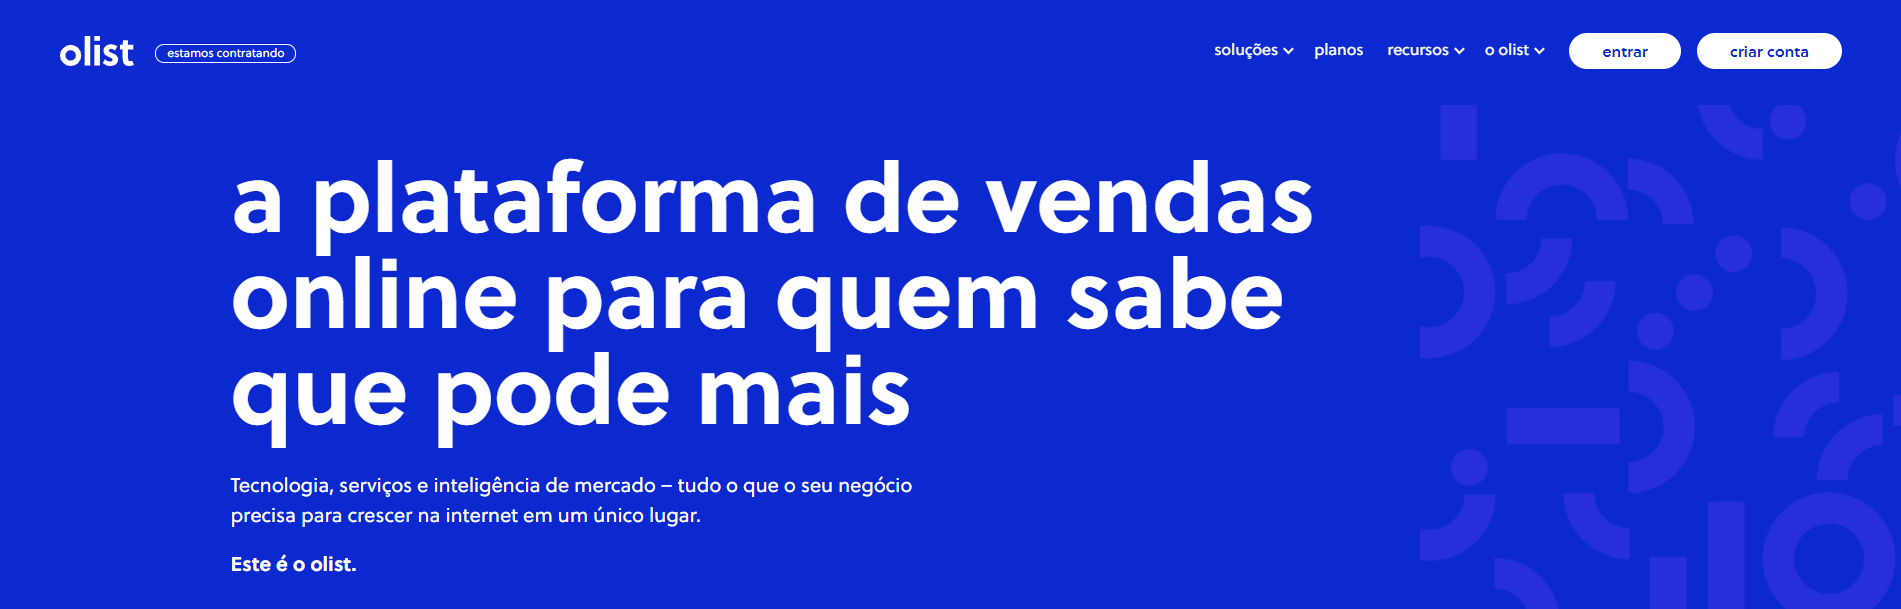 olist
estamos contratando
soluções
planos
recursos
o olist
entrar
criar conta
a plataforma de vendas
online para quem sabe
que pode mais
Tecnologia, serviços e inteligência de mercado – tudo o que o seu negócio
precisa para crescer na internet em um único lugar.
Este é o olist.